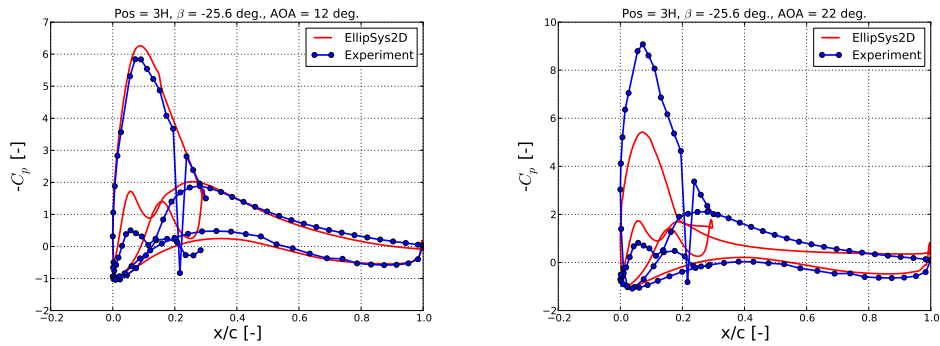 Pos = 3H, β = -25.6 deg., AOA = 12 deg.
7
6
5
4
3
2
1
0
−1
−2
-C_p [-]
EllipSys2D
Experiment
−0.2 0.0 0.2 0.4 0.6 0.8 1.0
x/c [-]
Pos = 3H, β = -25.6 deg., AOA = 22 deg.
10
8
6
4
2
0
−2
-C_p [-]
EllipSys2D
Experiment
−0.2 0.0 0.2 0.4 0.6 0.8 1.0
x/c [-]